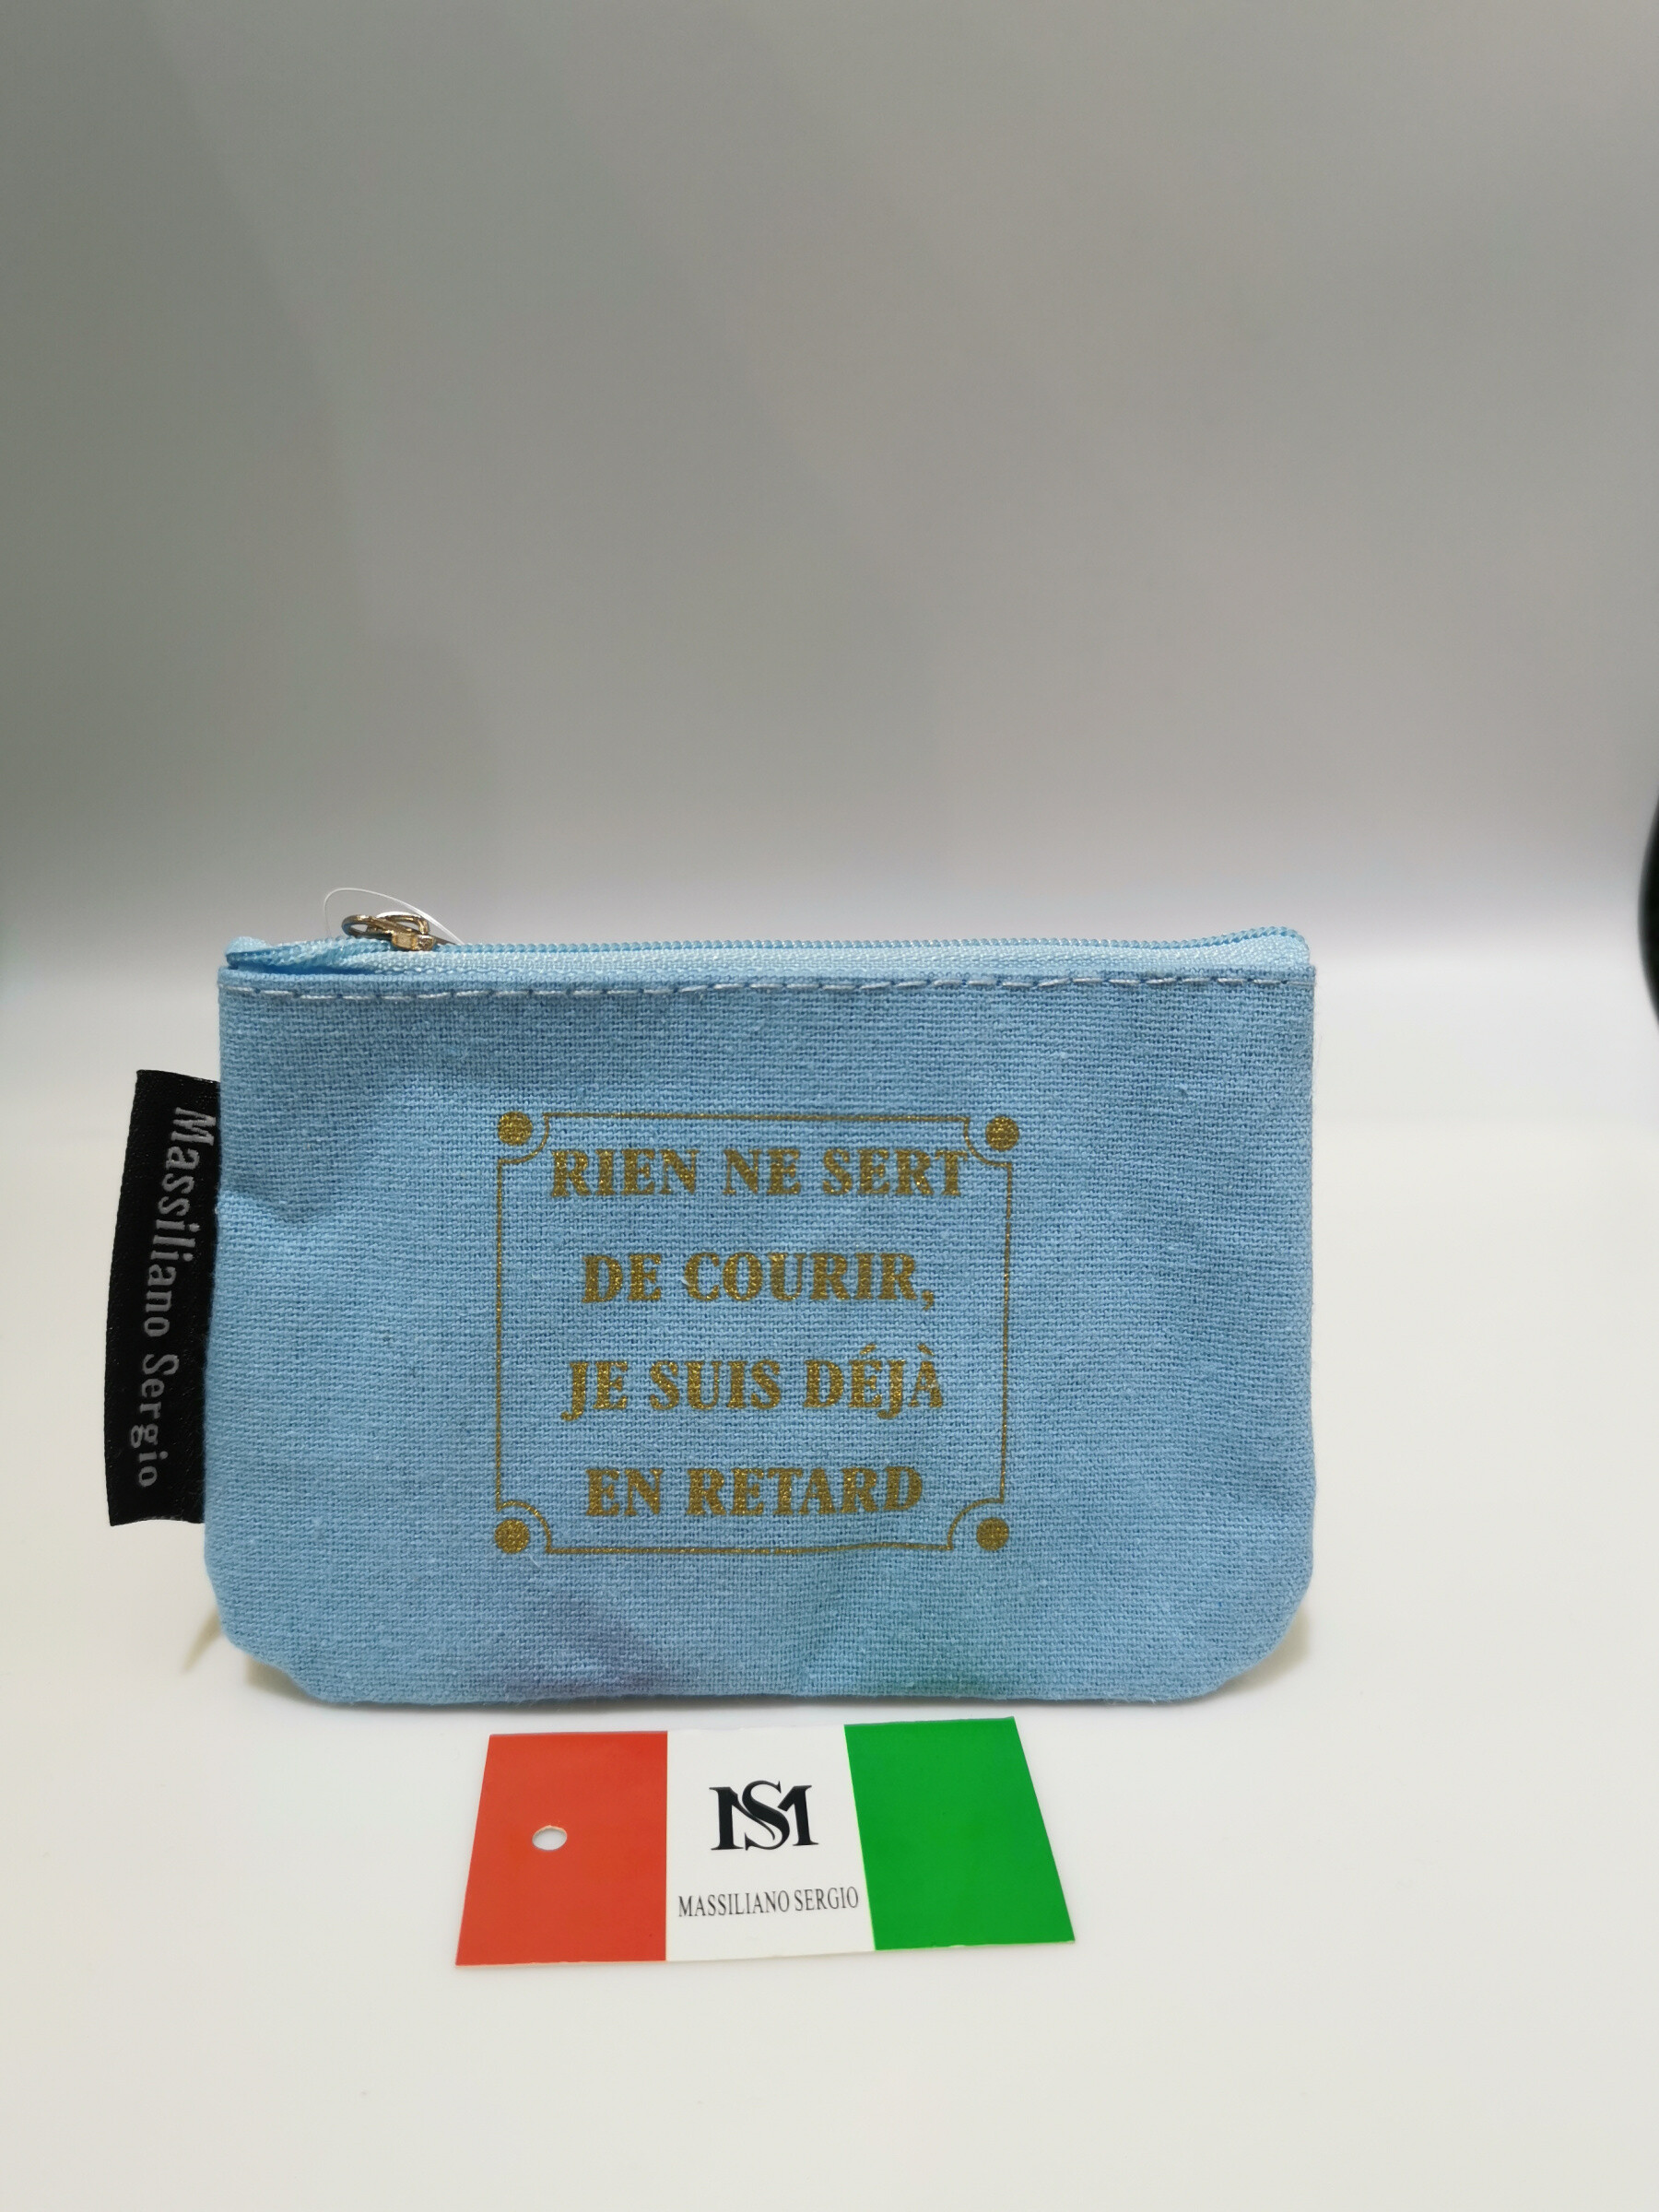 RIEN NE SERT
DE COURIR,
JE SUIS DÉJÀ
EN RETARD
Massiliano Sergio
MS
MASSILIANO SERGIO